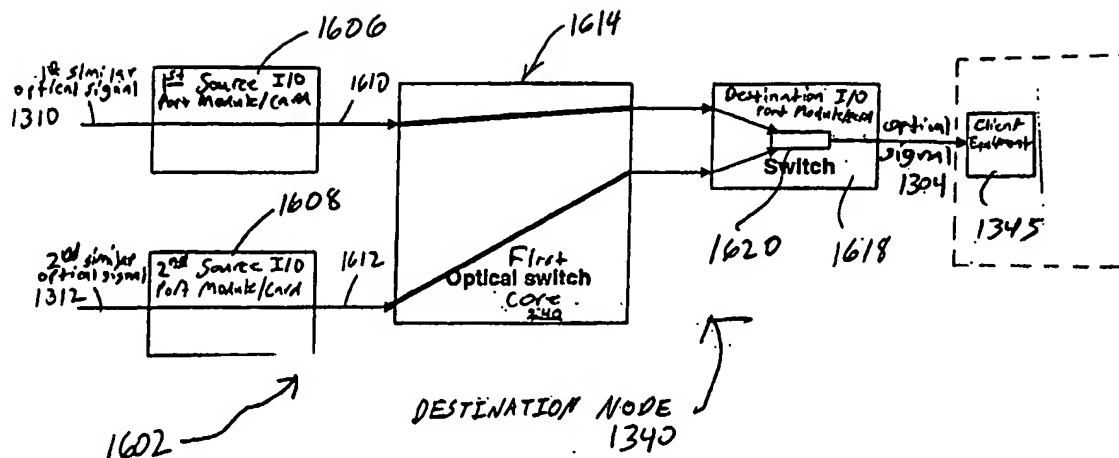 1606
1614
1st similar
optical signal
1310
1st Source I/O
Port Module/Card
1610
Destination I/O
Port Module/Card
Switch
optical
signal
1304
Client
Equipment
1345
1608
1620
1618
2nd similar
optical signal
1312
2nd Source I/O
Port Module/Card
1612
First
Optical switch
Core
240
1602
DESTINATION NODE
1340